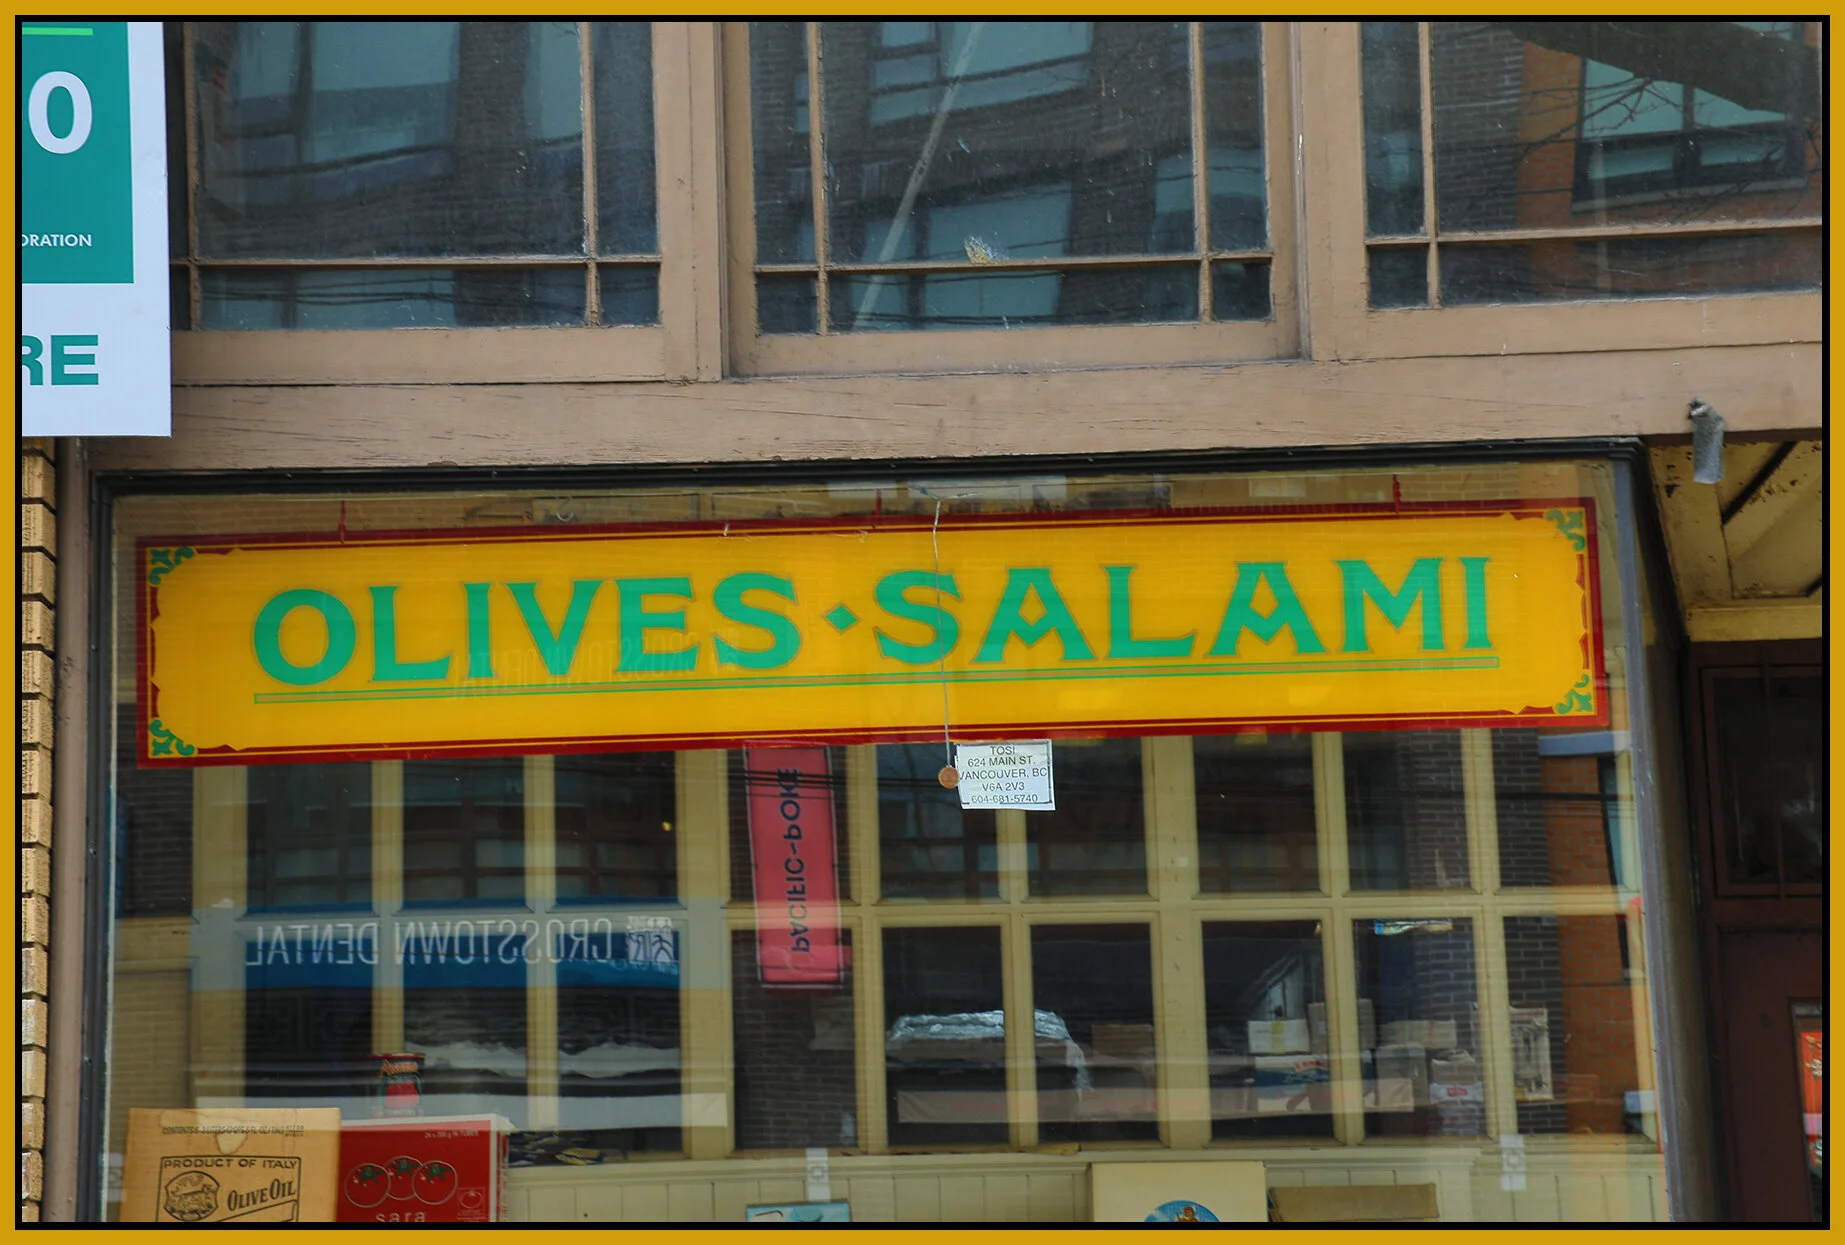 0
ORATION
RE
OLIVES · SALAMI
TOSI
624 MAIN ST.
VANCOUVER, BC
V6A 2V3
604-681-5740
PACIFIC-POKE
CROSSTOWN DENTAL
PRODUCT OF ITALY
OLIVE OIL
sara